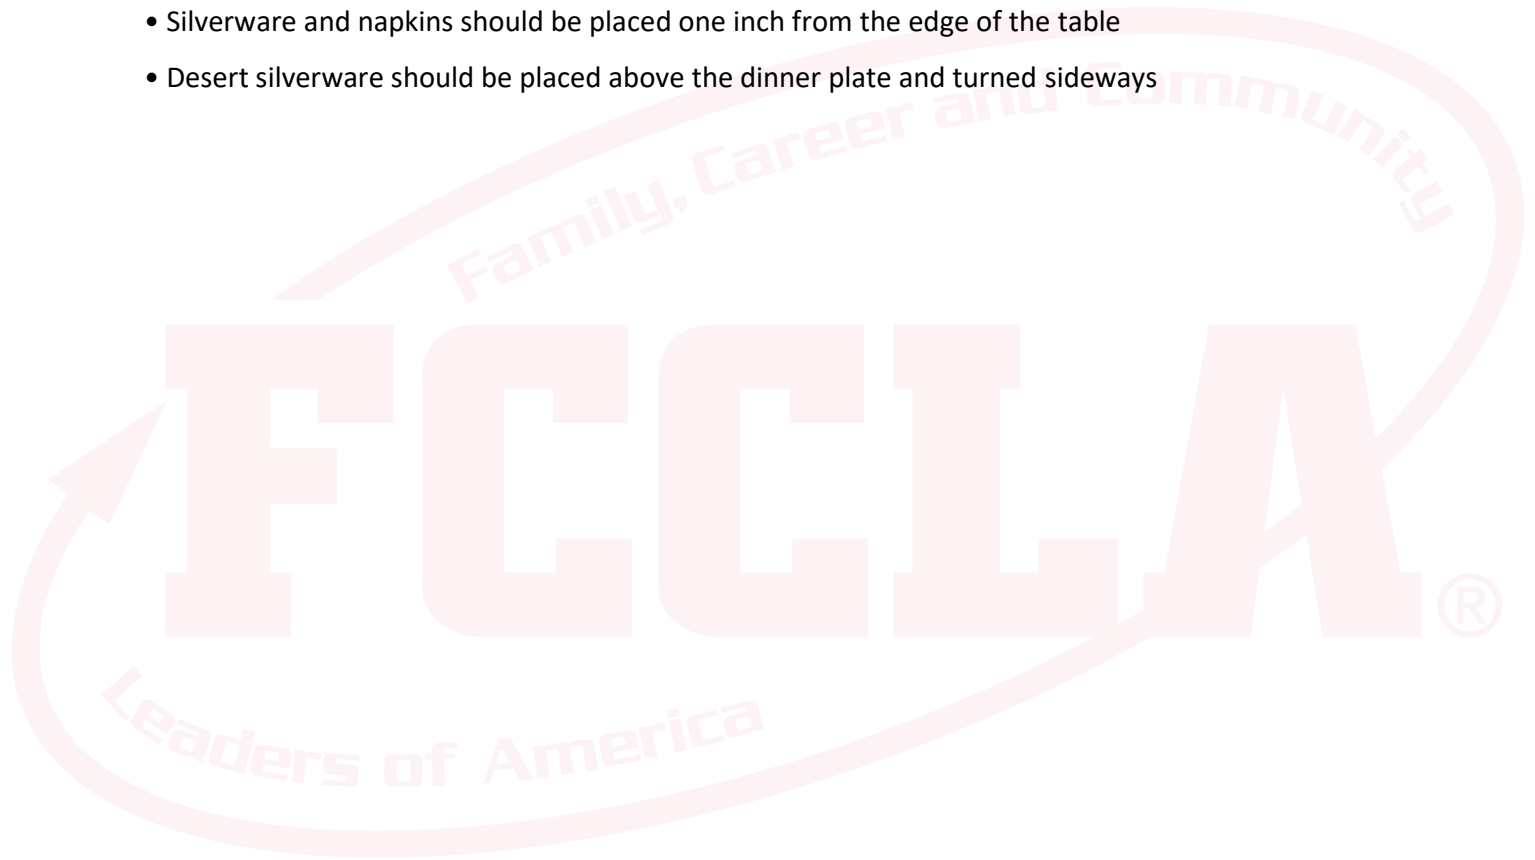 • Silverware and napkins should be placed one inch from the edge of the table
• Desert silverware should be placed above the dinner plate and turned sideways
Family, Career and Community
FCCLA®
Leaders of America